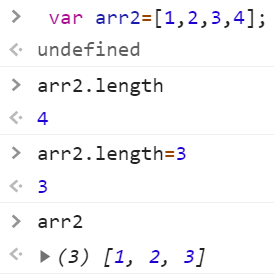 > var arr2=[1,2,3,4];
< undefined
> arr2.length
< 4
> arr2.length=3
< 3
> arr2
< ▶(3) [1, 2, 3]